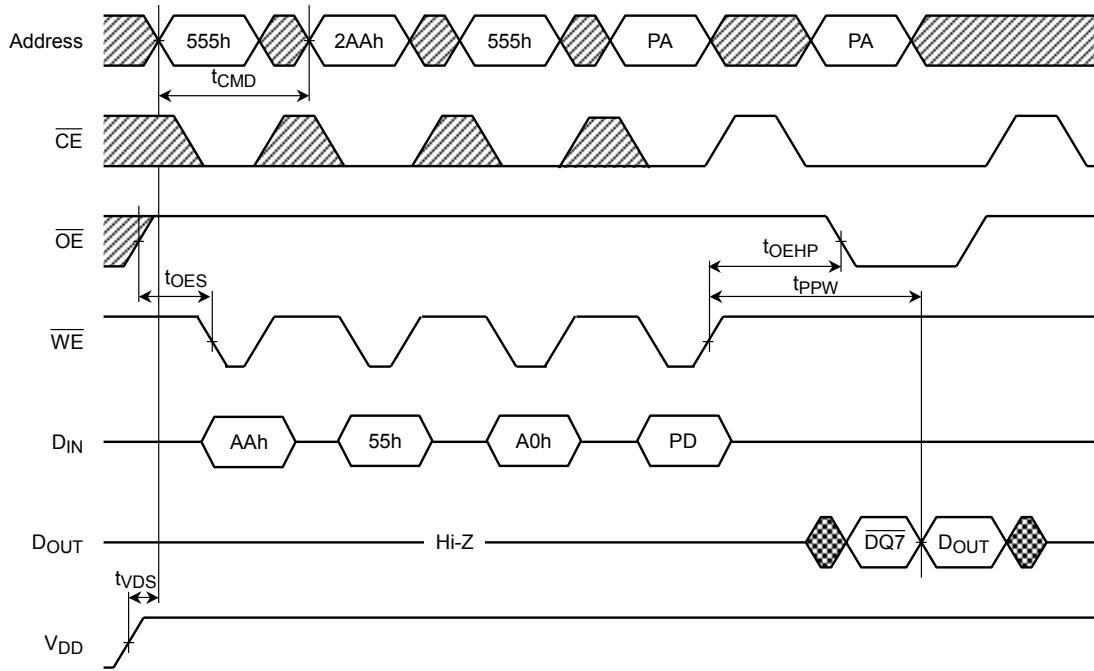 Address 555h 2AAh 555h PA PA
tCMD
CE
OE
tOEHP
tOES
tPPW
WE
DIN AAh 55h A0h PD
DOUT Hi-Z DQ7 DOUT
tVDS
VDD